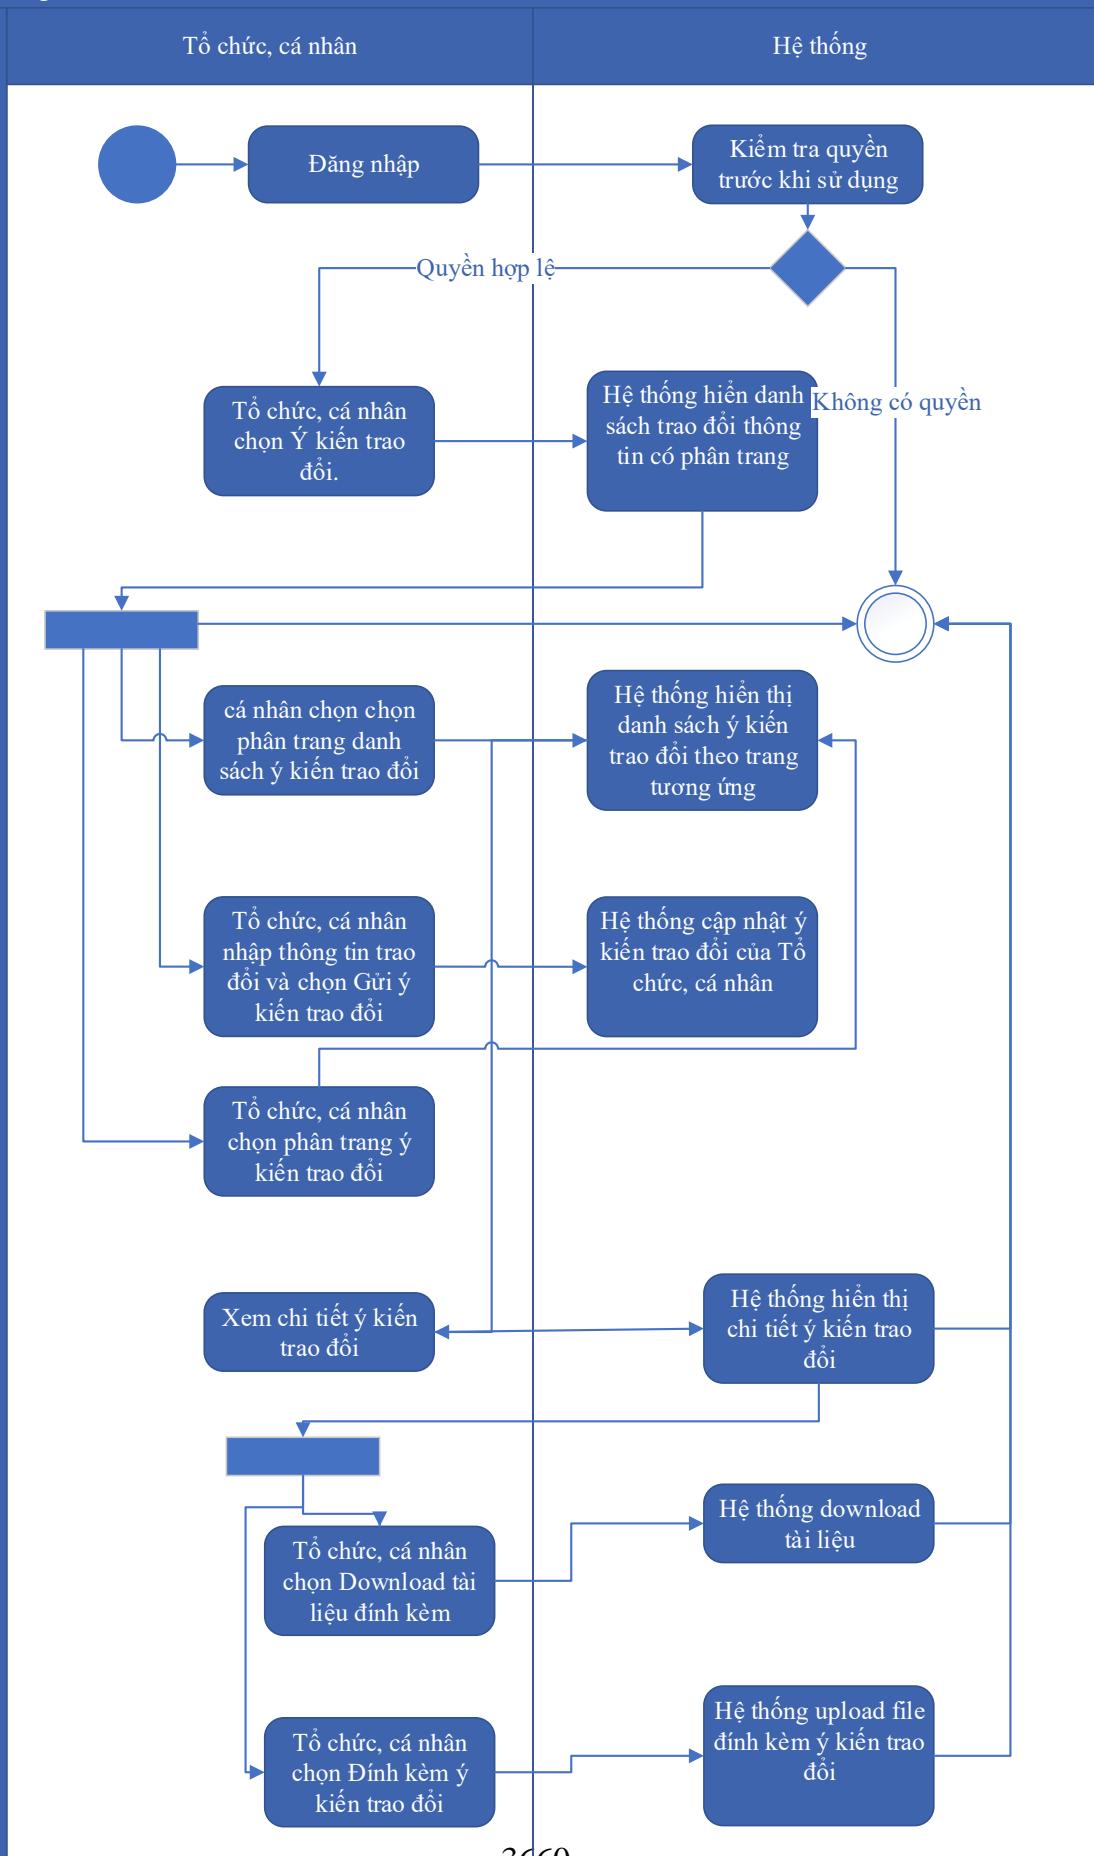 Tổ chức, cá nhân
Hệ thống
Đăng nhập
Kiểm tra quyền
trước khi sử dụng
Quyền hợp lệ
Tổ chức, cá nhân
chọn Ý kiến trao
đổi.
Hệ thống hiển danh
sách trao đổi thông
tin có phân trang
Không có quyền
cá nhân chọn chọn
phân trang danh
sách ý kiến trao đổi
Hệ thống hiển thị
danh sách ý kiến
trao đổi theo trang
tương ứng
Tổ chức, cá nhân
nhập thông tin trao
đổi và chọn Gửi ý
kiến trao đổi
Hệ thống cập nhật ý
kiến trao đổi của Tổ
chức, cá nhân
Tổ chức, cá nhân
chọn phân trang ý
kiến trao đổi
Xem chi tiết ý kiến
trao đổi
Hệ thống hiển thị
chi tiết ý kiến trao
đổi
Hệ thống download
tài liệu
Tổ chức, cá nhân
chọn Download tài
liệu đính kèm
Hệ thống upload file
đính kèm ý kiến trao
đổi
Tổ chức, cá nhân
chọn Đính kèm ý
kiến trao đổi